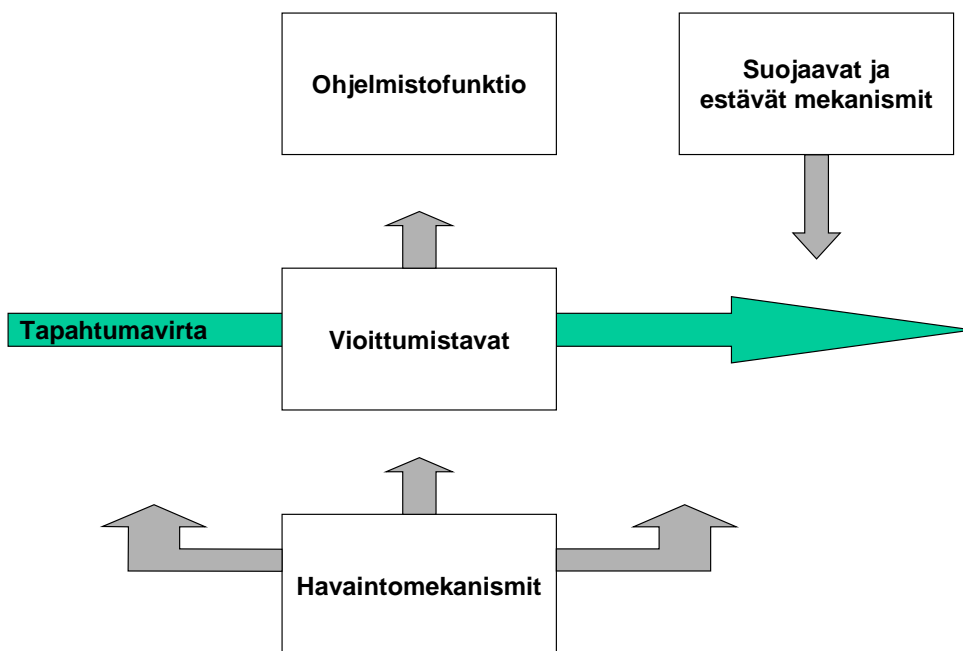 Ohjelmistofunktio
Suojaavat ja
estävät mekanismit
Tapahtumavirta
Vioittumistavat
Havaintomekanismit